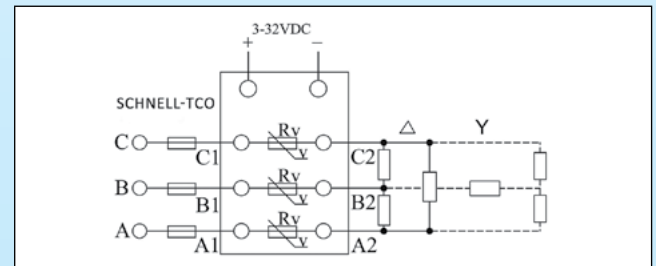 3-32VDC
+ −
SCHNELL-TCO
C C1 Rv v C2 △ Y
B B1 Rv v B2
A A1 Rv v A2